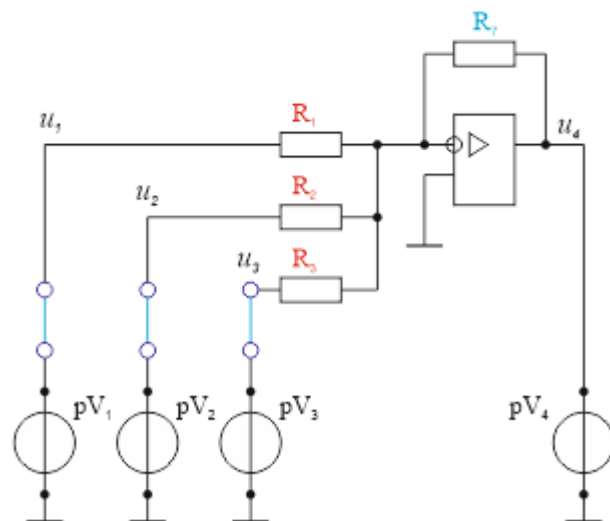 R₇
u₁ R₁ u₄
u₂ R₂
u₃ R₃
pV₁ pV₂ pV₃ pV₄